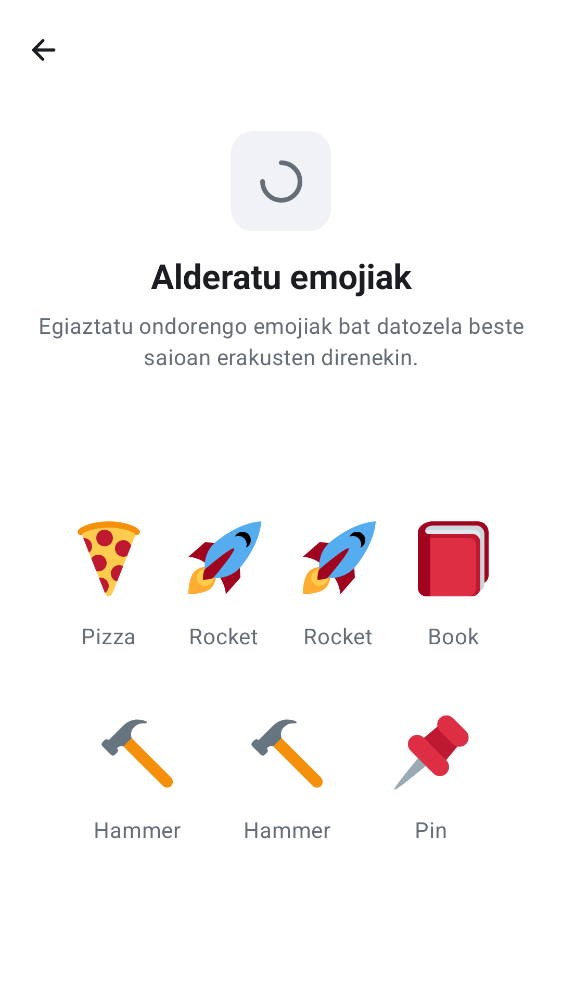 Alderatu emojiak
Egiaztatu ondorengo emojiak bat datozela beste
saioan erakusten direnekin.
Pizza Rocket Rocket Book
Hammer Hammer Pin